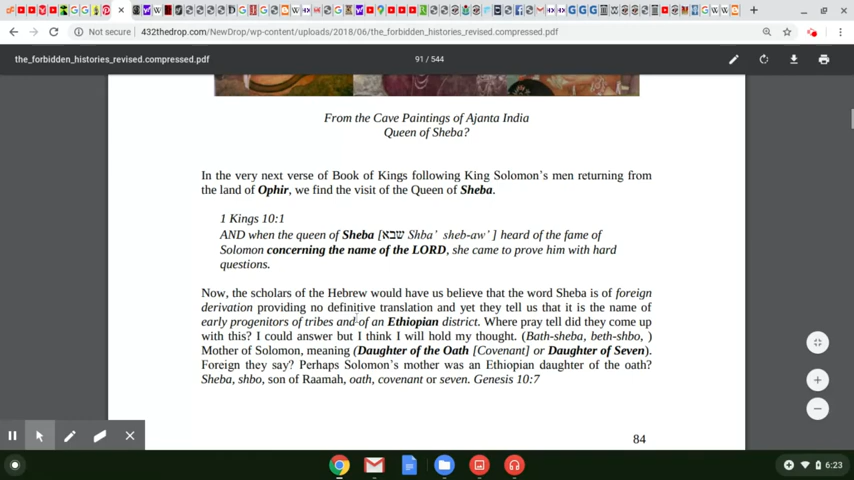 Not secure
432thedrop.com/NewDrop/wp-content/uploads/2018/06/the_forbidden_histories_revised.compressed.pdf
the_forbidden_histories_revised.compressed.pdf
91 / 544
From the Cave Paintings of Ajanta India
Queen of Sheba?
In the very next verse of Book of Kings following King Solomon's men returning from
the land of Ophir, we find the visit of the Queen of Sheba.
1 Kings 10:1
AND when the queen of Sheba [שבא Shba' sheb-aw' ] heard of the fame of
Solomon concerning the name of the LORD, she came to prove him with hard
questions.
Now, the scholars of the Hebrew would have us believe that the word Sheba is of foreign
derivation providing no definitive translation and yet they tell us that it is the name of
early progenitors of tribes and of an Ethiopian district. Where pray tell did they come up
with this? I could answer but I think I will hold my thought. (Bath-sheba, beth-shbo, )
Mother of Solomon, meaning (Daughter of the Oath [Covenant] or Daughter of Seven).
Foreign they say? Perhaps Solomon's mother was an Ethiopian daughter of the oath?
Sheba, shbo, son of Raamah, oath, covenant or seven. Genesis 10:7
84
6:23